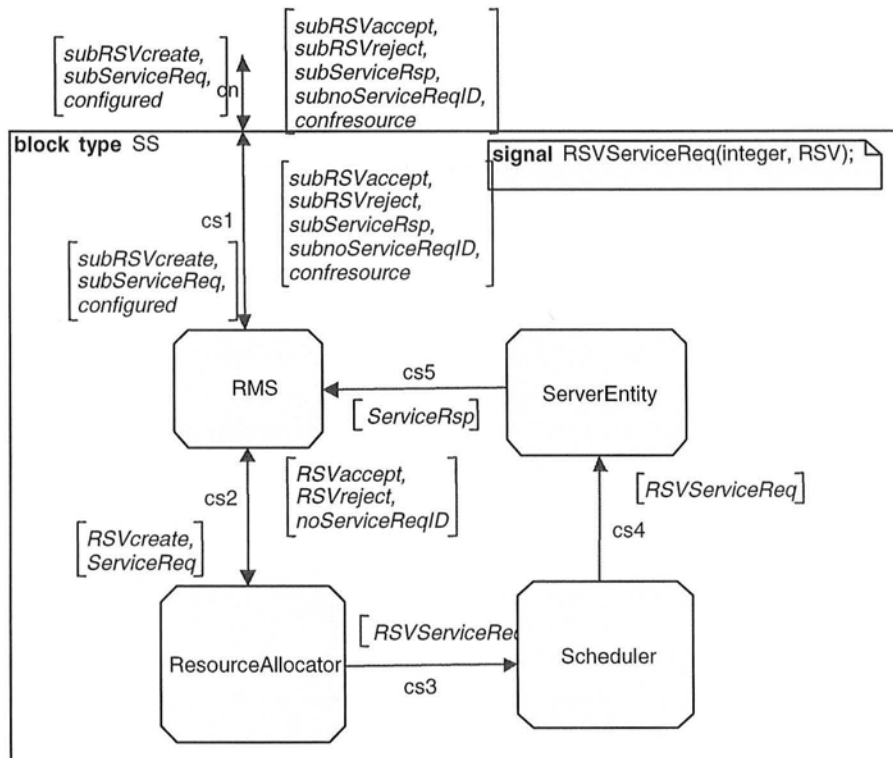 subRSVcreate,
subServiceReq,
configured
cn
subRSVaccept,
subRSVreject,
subServiceRsp,
subnoServiceReqID,
confresource
block type SS
signal RSVServiceReq(integer, RSV);
cs1
subRSVaccept,
subRSVreject,
subServiceRsp,
subnoServiceReqID,
confresource
subRSVcreate,
subServiceReq,
configured
RMS
cs5
[ServiceRsp]
ServerEntity
cs2
RSVaccept,
RSVreject,
noServiceReqID
[RSVServiceReq]
cs4
RSVcreate,
ServiceReq
ResourceAllocator
[RSVServiceReq
cs3
Scheduler